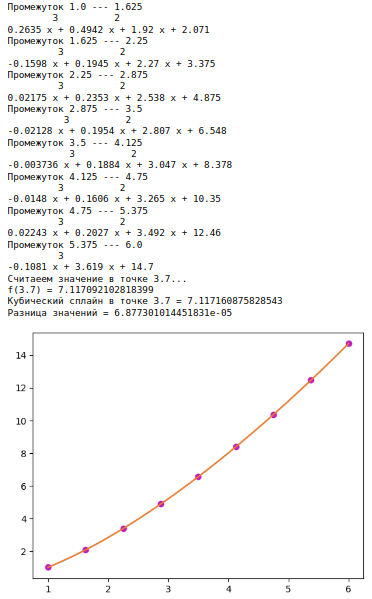 Промежуток 1.0 --- 1.625
3 2
0.2635 x + 0.4942 x + 1.92 x + 2.071
Промежуток 1.625 --- 2.25
3 2
-0.1598 x + 0.1945 x + 2.27 x + 3.375
Промежуток 2.25 --- 2.875
3 2
0.02175 x + 0.2353 x + 2.538 x + 4.875
Промежуток 2.875 --- 3.5
3 2
-0.02128 x + 0.1954 x + 2.807 x + 6.548
Промежуток 3.5 --- 4.125
3 2
-0.003736 x + 0.1884 x + 3.047 x + 8.378
Промежуток 4.125 --- 4.75
3 2
-0.0148 x + 0.1606 x + 3.265 x + 10.35
Промежуток 4.75 --- 5.375
3 2
0.02243 x + 0.2027 x + 3.492 x + 12.46
Промежуток 5.375 --- 6.0
3
-0.1081 x + 3.619 x + 14.7
Считаеем значение в точке 3.7...
f(3.7) = 7.117092102818399
Кубический сплайн в точке 3.7 = 7.117160875828543
Разница значений = 6.877301014451831e-05
14
12
10
8
6
4
2
1 2 3 4 5 6